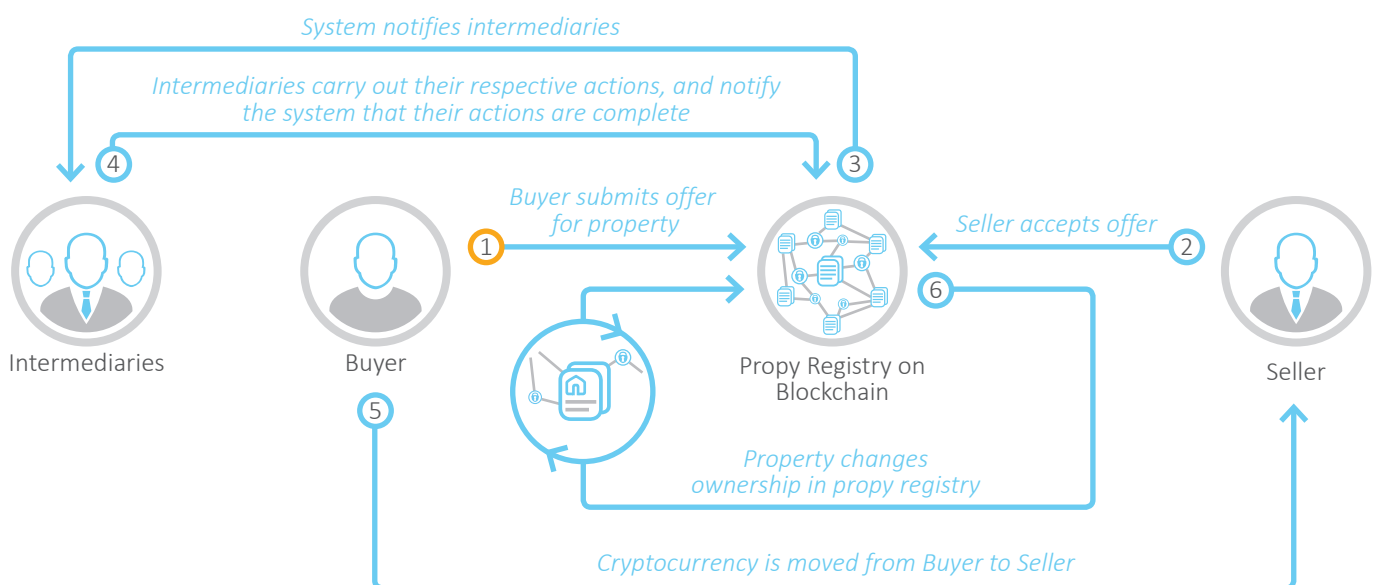 System notifies intermediaries
Intermediaries carry out their respective actions, and notify
the system that their actions are complete
4
3
Buyer submits offer
for property
1
Seller accepts offer
2
6
Intermediaries
Buyer
Propy Registry on
Blockchain
Seller
5
Property changes
ownership in propy registry
Cryptocurrency is moved from Buyer to Seller